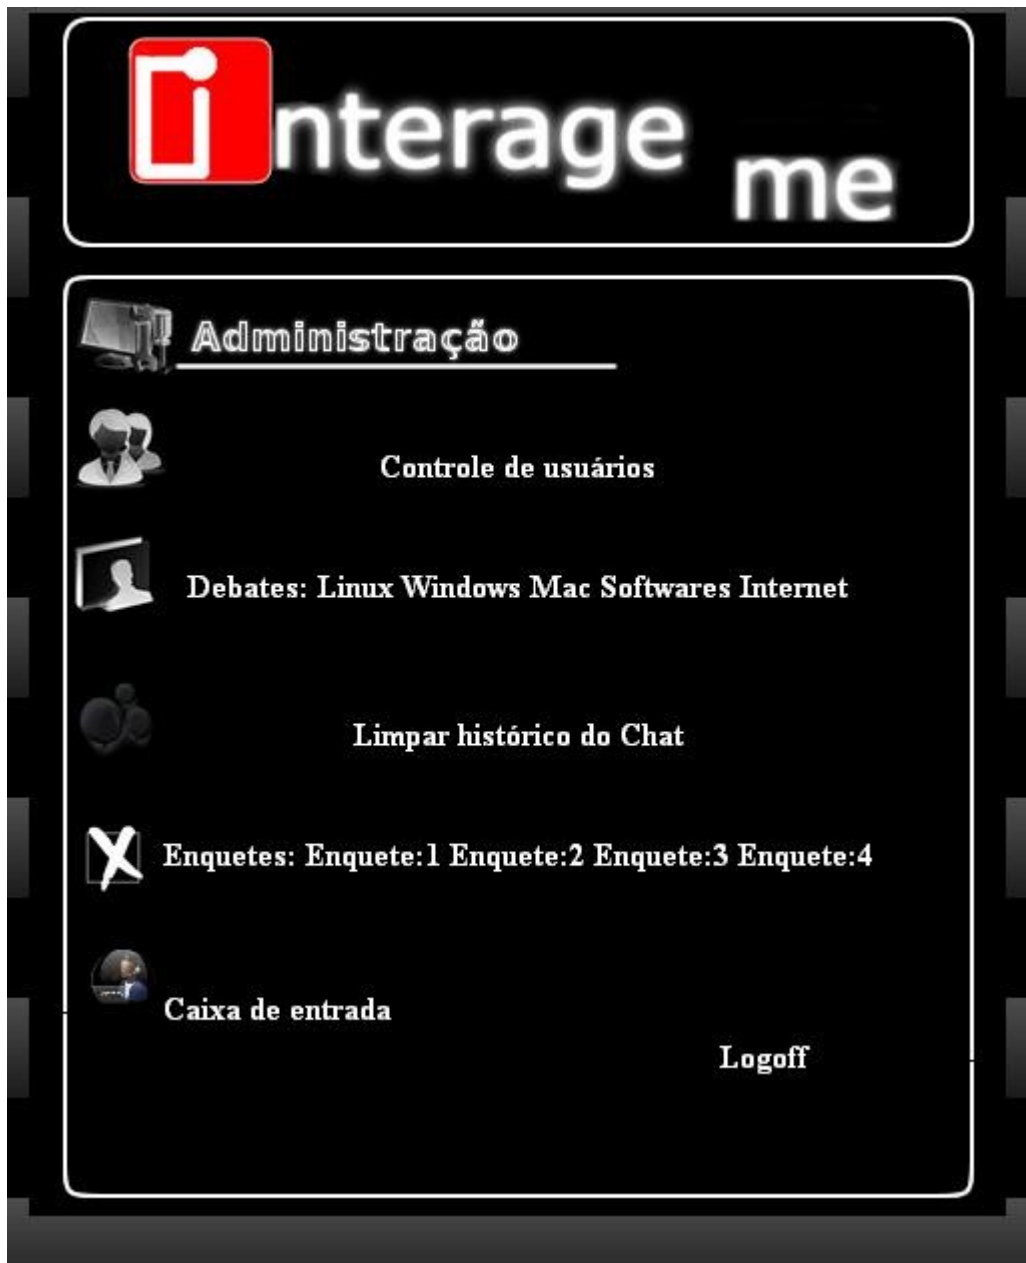 interage
me
Administração
Controle de usuários
Debates: Linux Windows Mac Softwares Internet
Limpar histórico do Chat
Enquetes: Enquete:1 Enquete:2 Enquete:3 Enquete:4
Caixa de entrada
Logoff